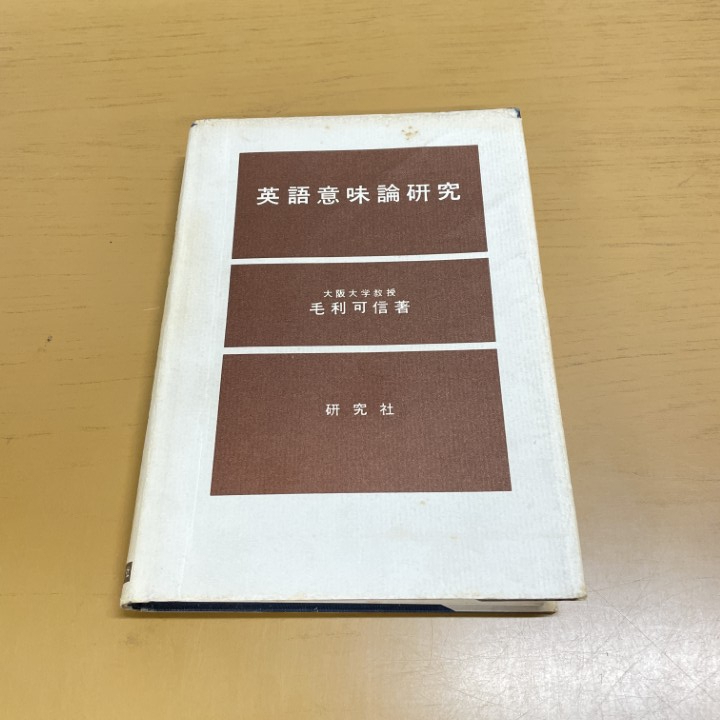 英語意味論研究
大阪大学教授
毛利可信著
研究社